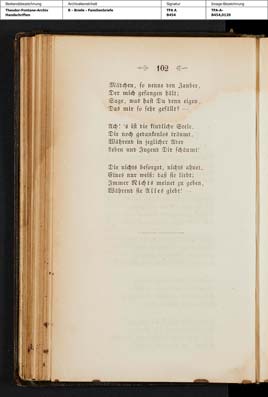 Bestandsbezeichnung
Theodor-Fontane-Archiv
Handschriften
Archivalieneinheit
B - Briefe - Familienbriefe
Signatur
TFA A
B454
Image-Bezeichnung
TFA-A-
B454,0120
102
Mädchen, so nenne den Zauber,
Der mich gefangen hält;
Sage, was hast Du denn eigen,
Das mir so sehr gefällt? —
Ach! 's ist die kindliche Seele,
Die noch gedankenlos träumt,
Während in jeglicher Ader
Leben und Jugend Dir schäumt!
Die nichts besorget, nichts ahnet,
Eines nur weiß: daß sie liebt;
Immer Nichts meinet zu geben,
Während sie Alles giebt! —